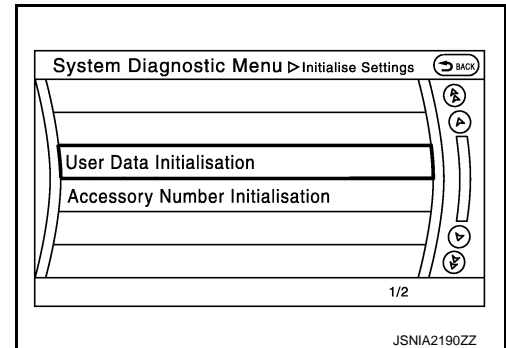 System Diagnostic Menu ▷ Initialise Settings BACK
User Data Initialisation
Accessory Number Initialisation
1/2
JSNIA2190ZZ